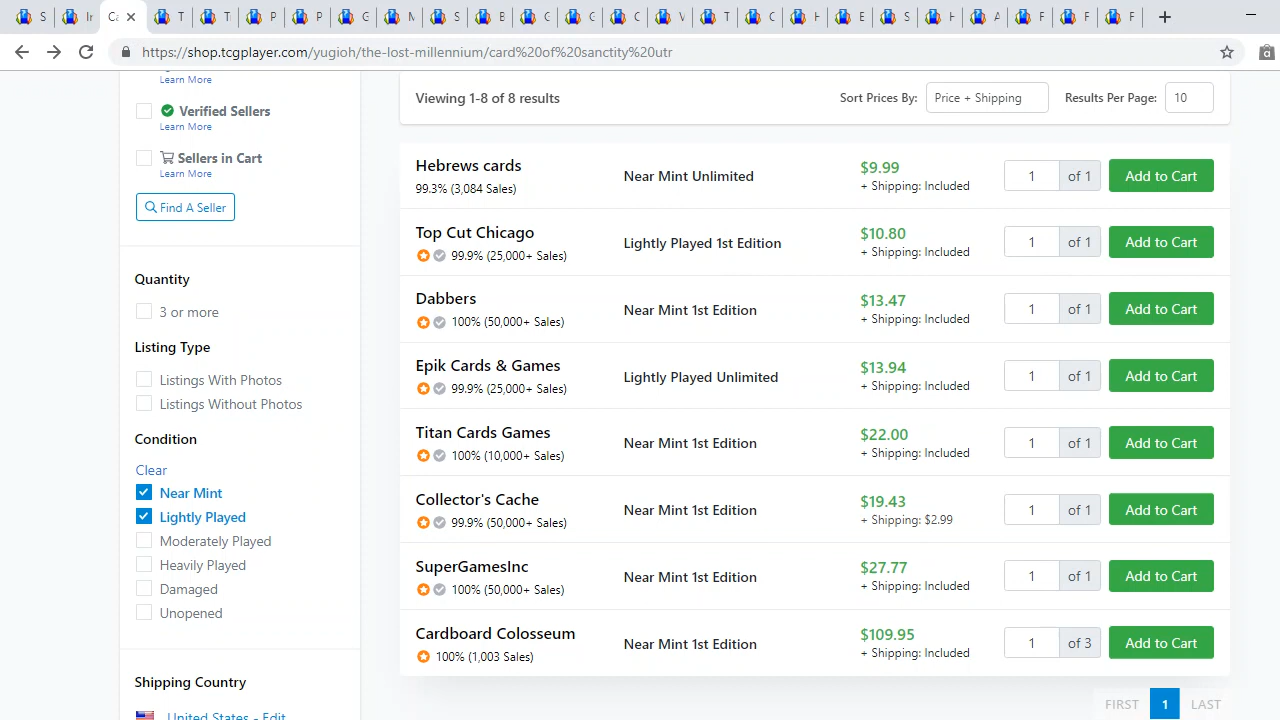 S
Ir
Ca
T
Tr
P
P
G
M
S
B
C
C
C
V
T
C
H
E
S
H
A
F
F
F
https://shop.tcgplayer.com/yugioh/the-lost-millennium/card%20of%20sanctity%20utr
Learn More
Verified Sellers
Learn More
Sellers in Cart
Learn More
Find A Seller
Quantity
3 or more
Listing Type
Listings With Photos
Listings Without Photos
Condition
Clear
Near Mint
Lightly Played
Moderately Played
Heavily Played
Damaged
Unopened
Shipping Country
United States - Edit
Viewing 1-8 of 8 results
Sort Prices By: Price + Shipping Results Per Page: 10
Hebrews cards
99.3% (3,084 Sales)
Near Mint Unlimited
$9.99
+ Shipping: Included
1 of 1 Add to Cart
Top Cut Chicago
99.9% (25,000+ Sales)
Lightly Played 1st Edition
$10.80
+ Shipping: Included
1 of 1 Add to Cart
Dabbers
100% (50,000+ Sales)
Near Mint 1st Edition
$13.47
+ Shipping: Included
1 of 1 Add to Cart
Epik Cards & Games
99.9% (25,000+ Sales)
Lightly Played Unlimited
$13.94
+ Shipping: Included
1 of 1 Add to Cart
Titan Cards Games
100% (10,000+ Sales)
Near Mint 1st Edition
$22.00
+ Shipping: Included
1 of 1 Add to Cart
Collector's Cache
99.9% (50,000+ Sales)
Near Mint 1st Edition
$19.43
+ Shipping: $2.99
1 of 1 Add to Cart
SuperGamesInc
100% (50,000+ Sales)
Near Mint 1st Edition
$27.77
+ Shipping: Included
1 of 1 Add to Cart
Cardboard Colosseum
100% (1,003 Sales)
Near Mint 1st Edition
$109.95
+ Shipping: Included
1 of 3 Add to Cart
FIRST 1 LAST